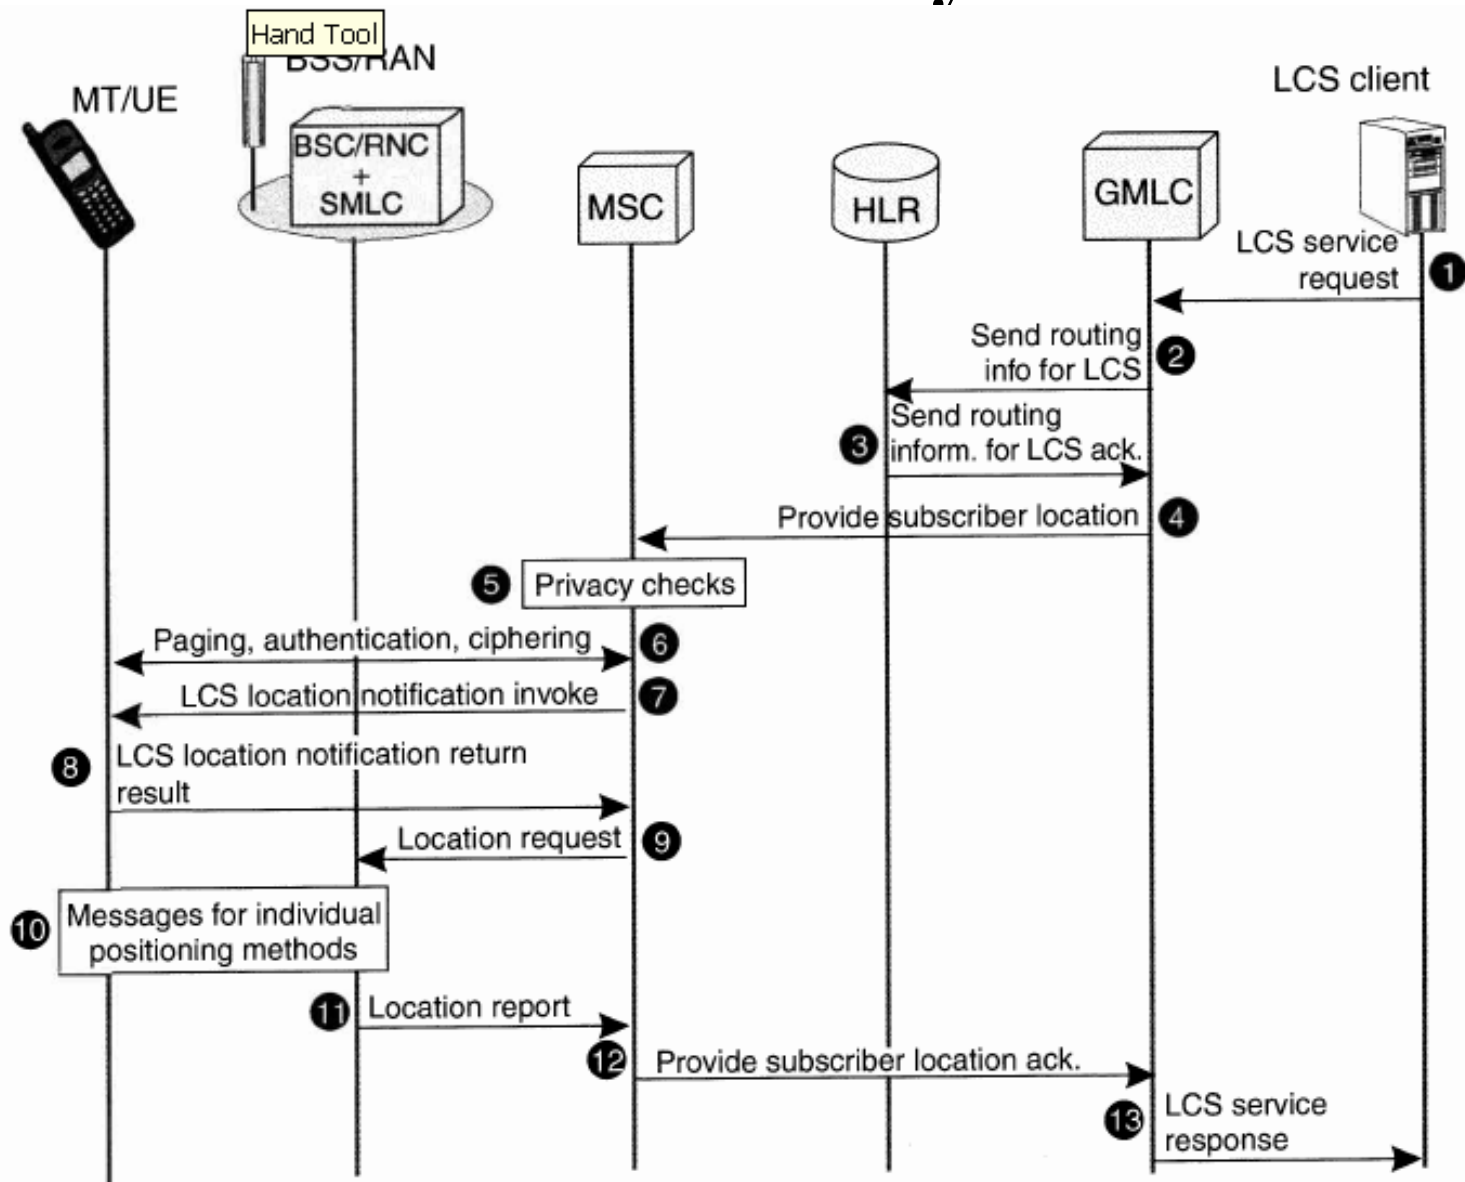 Hand Tool
BSS/RAN
MT/UE
LCS client
BSC/RNC
+
SMLC
MSC
HLR
GMLC
LCS service
request
1
Send routing
info for LCS
2
3
Send routing
inform. for LCS ack.
Provide subscriber location
4
5
Privacy checks
Paging, authentication, ciphering
6
LCS location notification invoke
7
8
LCS location notification return
result
Location request
9
10
Messages for individual
positioning methods
11
Location report
12
Provide subscriber location ack.
13
LCS service
response